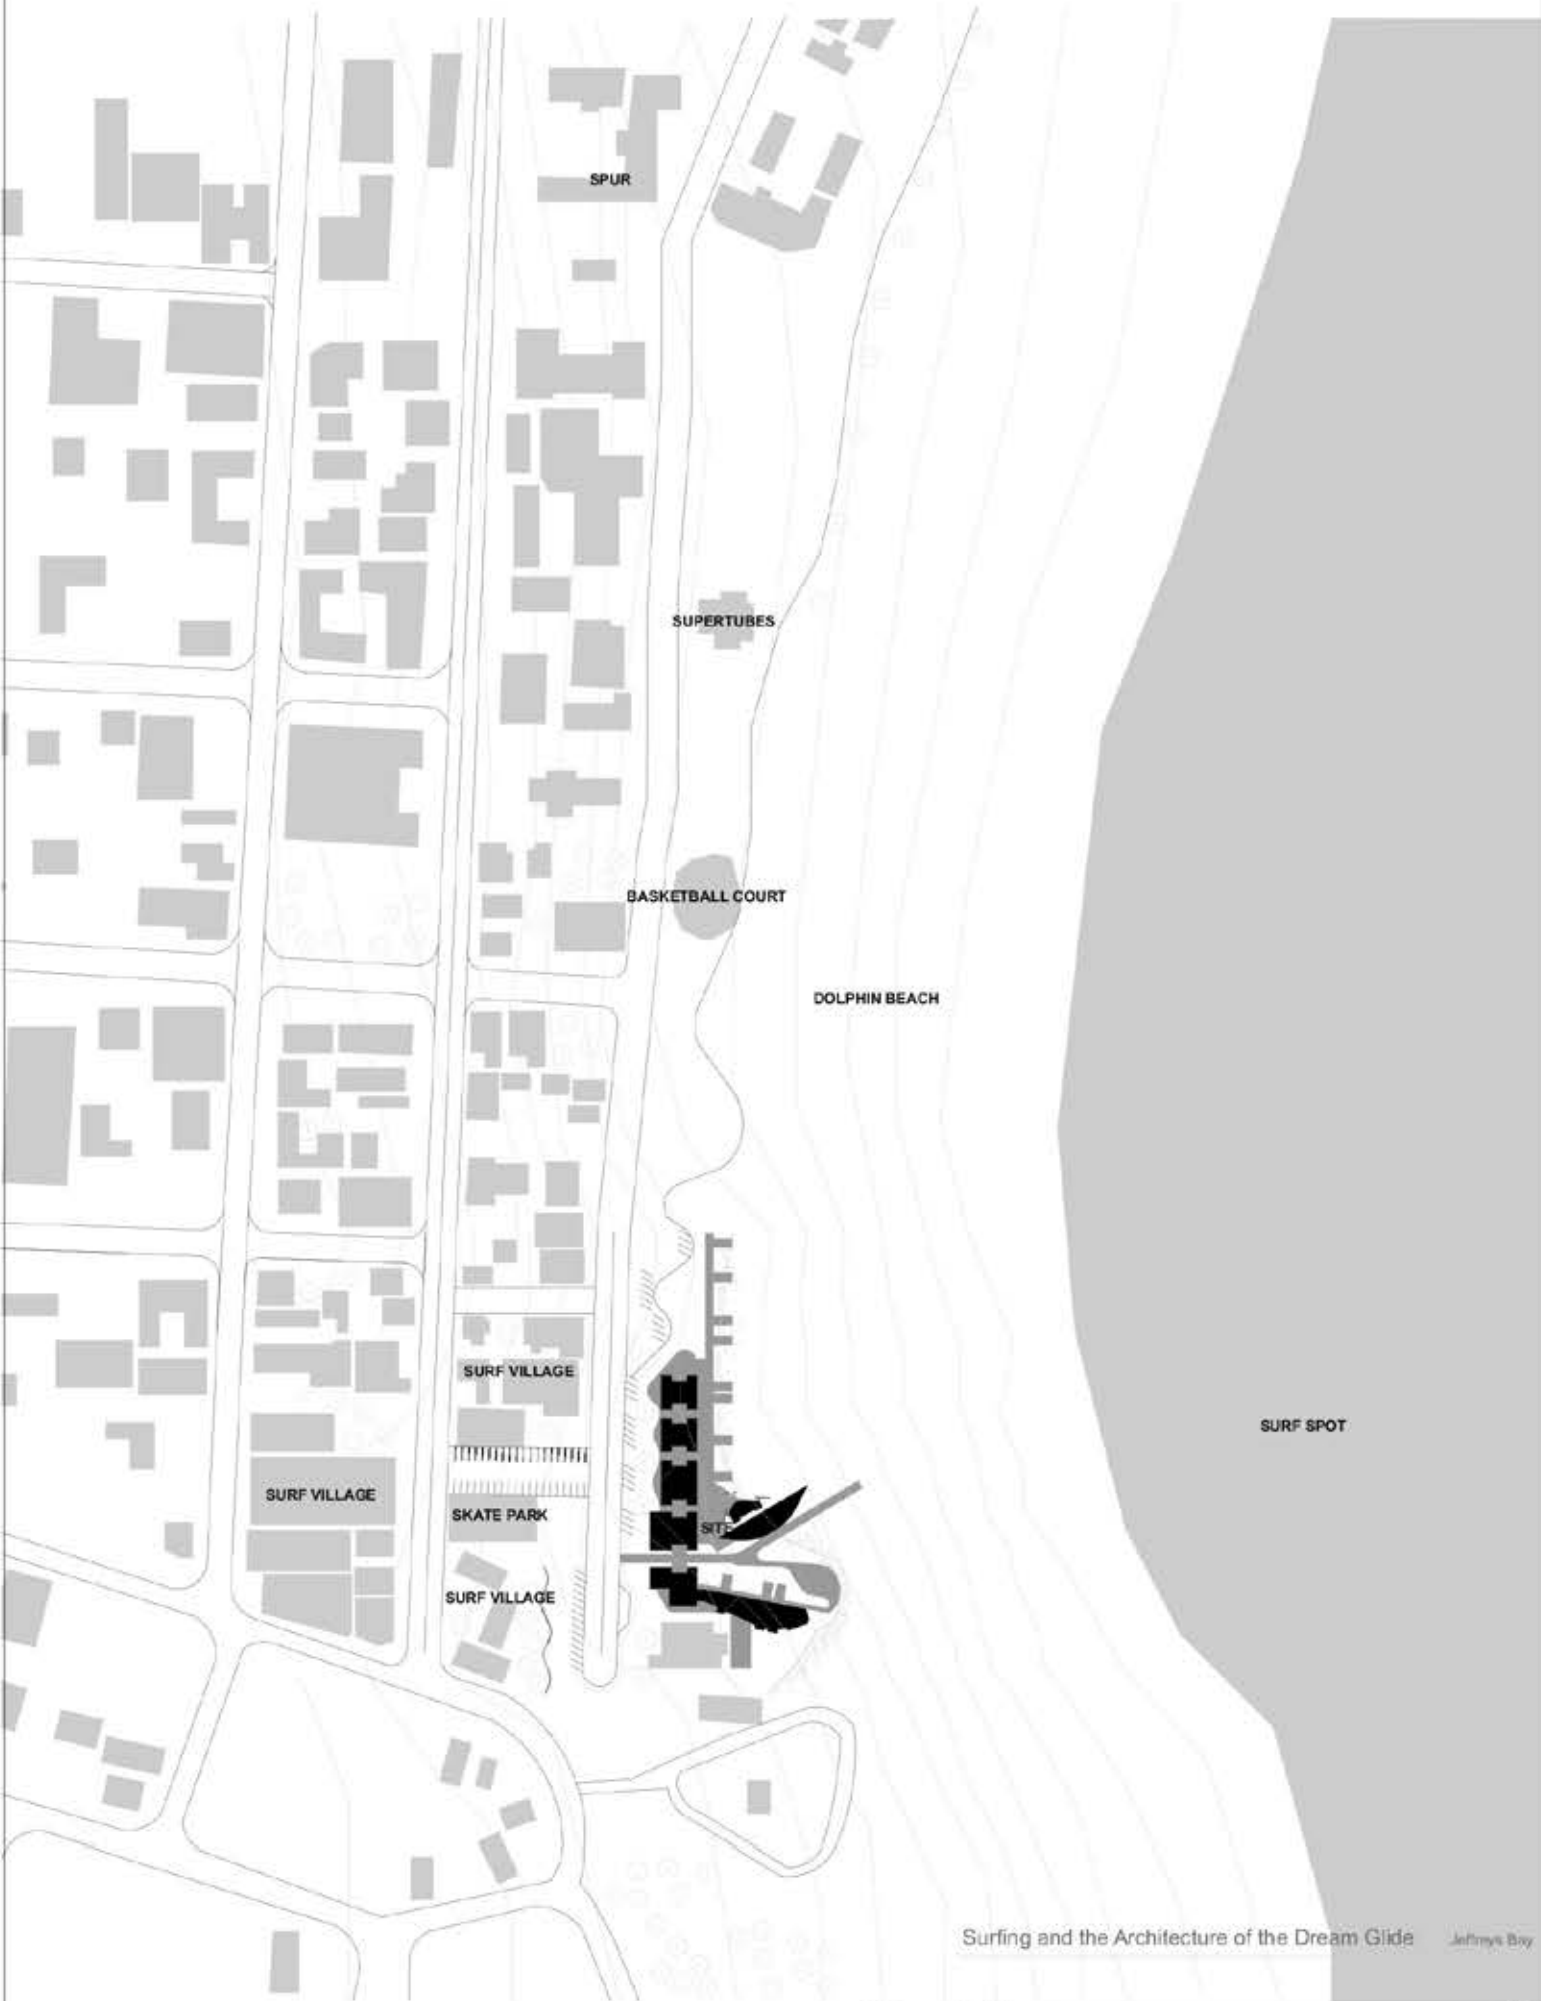 SPUR
SUPERTUBES
BASKETBALL COURT
DOLPHIN BEACH
SURF VILLAGE
SURF SPOT
SURF VILLAGE
SKATE PARK
SITE
SURF VILLAGE
Surfing and the Architecture of the Dream Glide Jeffreys Bay